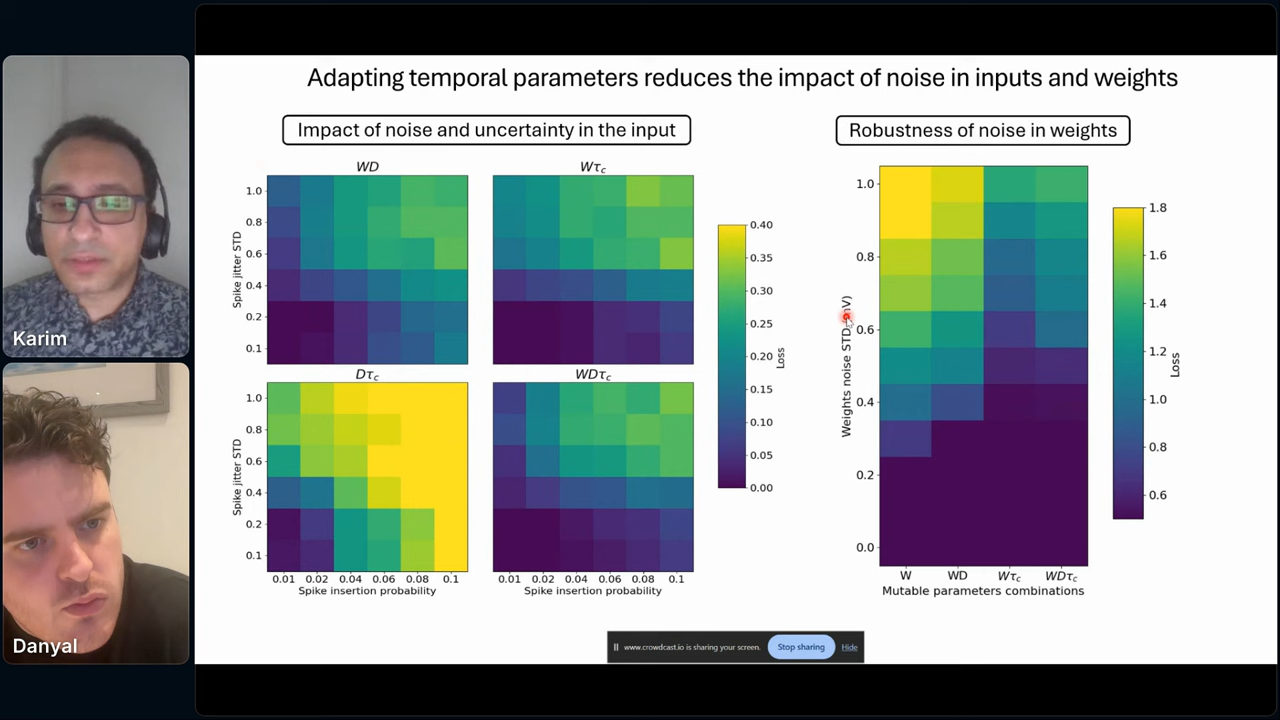 Adapting temporal parameters reduces the impact of noise in inputs and weights
Impact of noise and uncertainty in the input
Robustness of noise in weights
WD
Wτc
Spike jitter STD
1.0
0.8
0.6
0.4
0.2
0.1
Dτc
WDτc
Spike jitter STD
1.0
0.8
0.6
0.4
0.2
0.1
0.01 0.02 0.04 0.06 0.08 0.1
Spike insertion probability
0.01 0.02 0.04 0.06 0.08 0.1
Spike insertion probability
0.40
0.35
0.30
0.25
0.20
0.15
0.10
0.05
0.00
Loss
Weights noise STD
1.0
0.8
0.6
0.4
0.2
0.0
W WD Wτc WDτc
Mutable parameters combinations
1.8
1.6
1.4
1.2
1.0
0.8
0.6
Loss
Karim
Danyal
www.crowdcast.io is sharing your screen.
Stop sharing
Hide